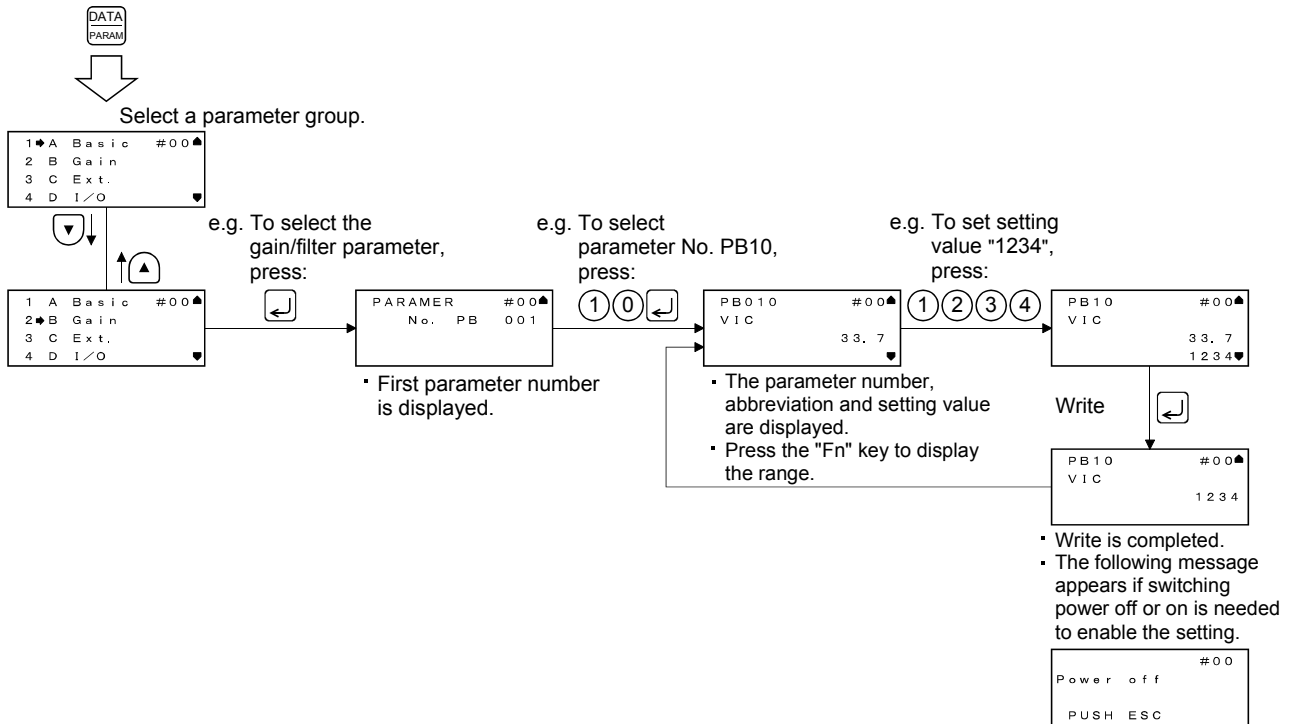 DATA
PARAM
Select a parameter group.
1 A Basic #00
2 B Gain
3 C Ext.
4 D I/O
1 A Basic #00
2 B Gain
3 C Ext.
4 D I/O
e.g. To select the
gain/filter parameter,
press:
PARAMER #00
No. PB 001
▪ First parameter number
is displayed.
e.g. To select
parameter No. PB10,
press:
1 0
PB010 #00
VIC
33. 7
▪ The parameter number,
abbreviation and setting value
are displayed.
▪ Press the "Fn" key to display
the range.
e.g. To set setting
value "1234",
press:
1 2 3 4
PB10 #00
VIC
33. 7
1234
Write
PB10 #00
VIC
1234
▪ Write is completed.
▪ The following message
appears if switching
power off or on is needed
to enable the setting.
#00
Power off
PUSH ESC